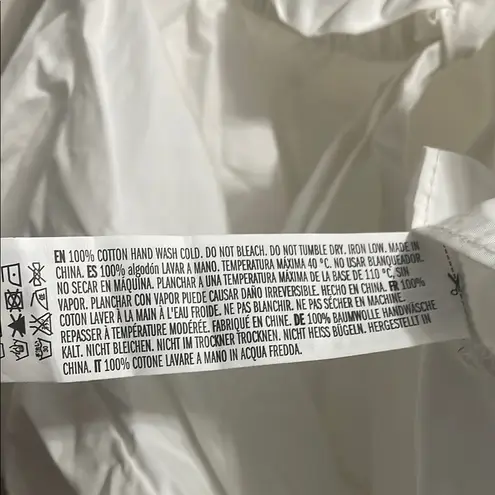 EN 100% COTTON HAND WASH COLD. DO NOT BLEACH. DO NOT TUMBLE DRY. IRON LOW. MADE IN
CHINA. ES 100% algodón LAVAR A MANO. TEMPERATURA MÁXIMA 40 °C. NO USAR BLANQUEADOR.
NO SECAR EN MÁQUINA. PLANCHAR A UNA TEMPERATURA MÁXIMA DE LA BASE DE 110 °C, SIN
VAPOR. PLANCHAR CON VAPOR PUEDE CAUSAR DAÑO IRREVERSIBLE. HECHO EN CHINA. FR 100%
COTON LAVER À LA MAIN À L'EAU FROIDE. NE PAS BLANCHIR. NE PAS SÉCHER EN MACHINE.
REPASSER À TEMPÉRATURE MODÉRÉE. FABRIQUÉ EN CHINE. DE 100% BAUMWOLLE HANDWÄSCHE
KALT. NICHT BLEICHEN. NICHT IM TROCKNER TROCKNEN. NICHT HEISS BÜGELN. HERGESTELLT IN
CHINA. IT 100% COTONE LAVARE A MANO IN ACQUA FREDDA.